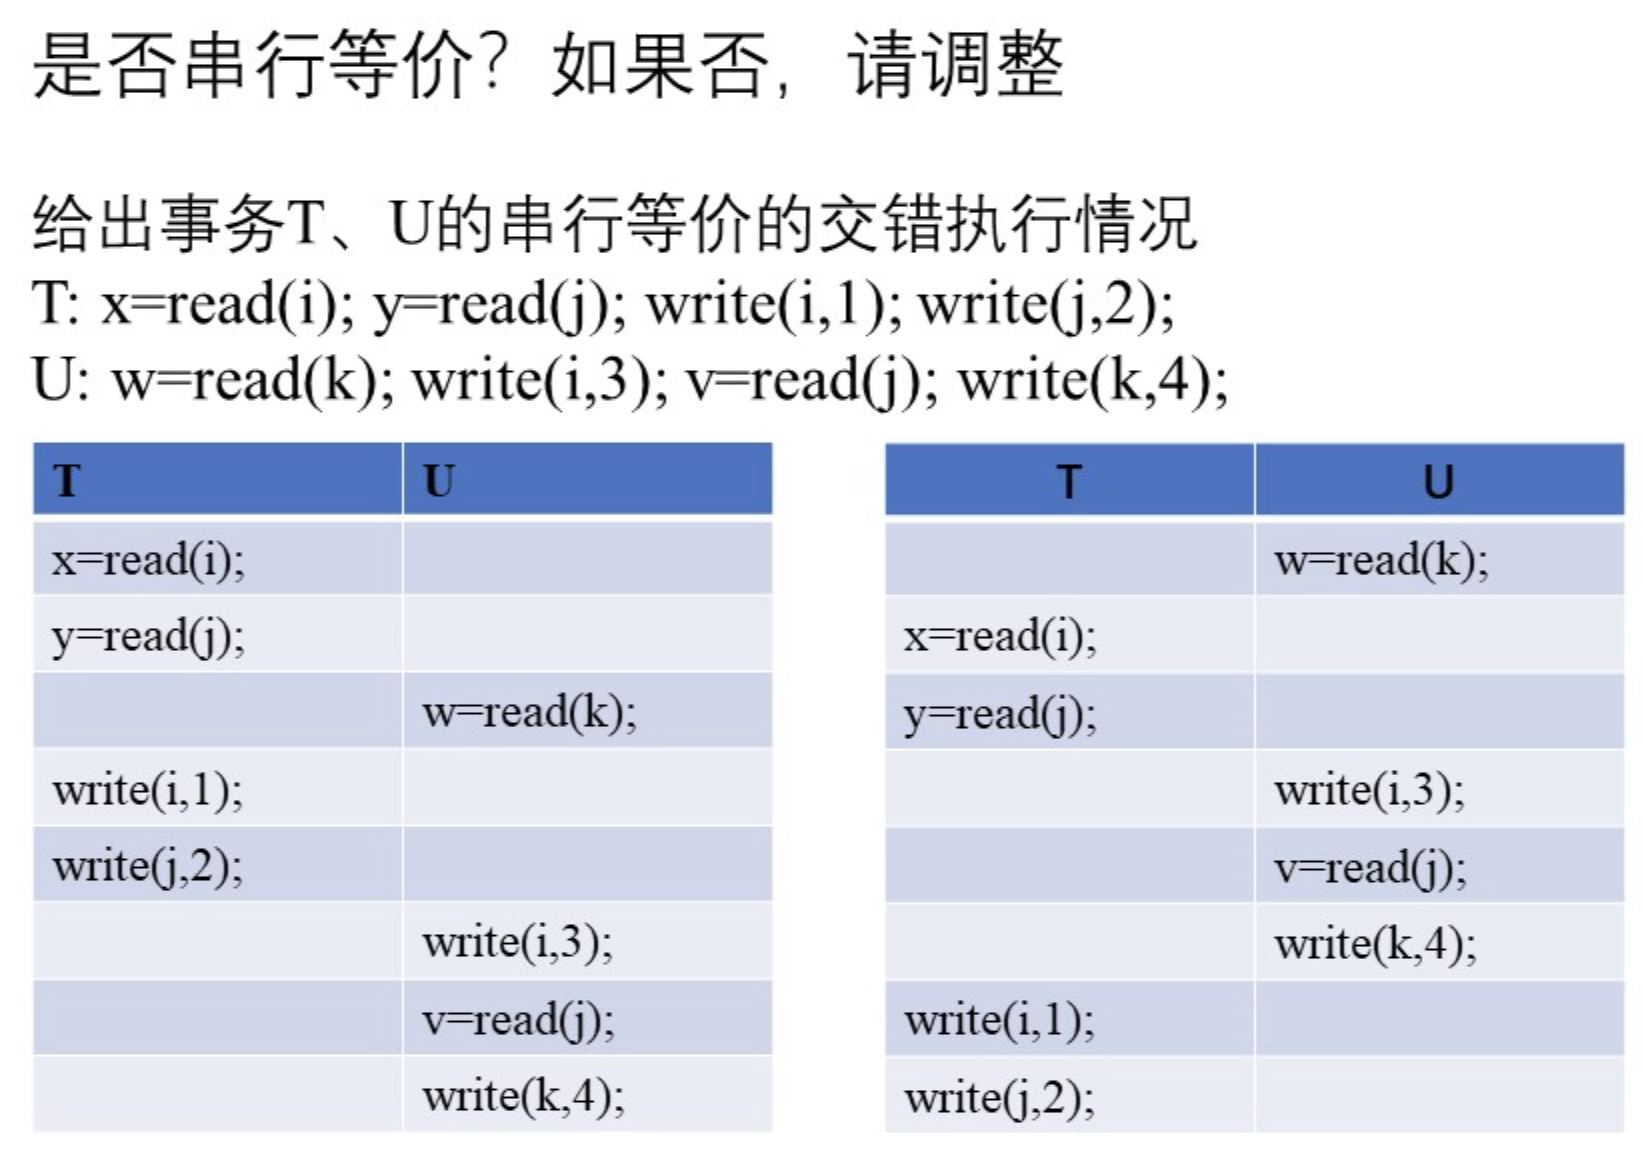 是否串行等价？如果否，请调整
给出事务T、U的串行等价的交错执行情况
T: x=read(i); y=read(j); write(i,1); write(j,2);
U: w=read(k); write(i,3); v=read(j); write(k,4);
T U
x=read(i);
y=read(j);
w=read(k);
write(i,1);
write(j,2);
write(i,3);
v=read(j);
write(k,4);
T U
w=read(k);
x=read(i);
y=read(j);
write(i,3);
v=read(j);
write(k,4);
write(i,1);
write(j,2);